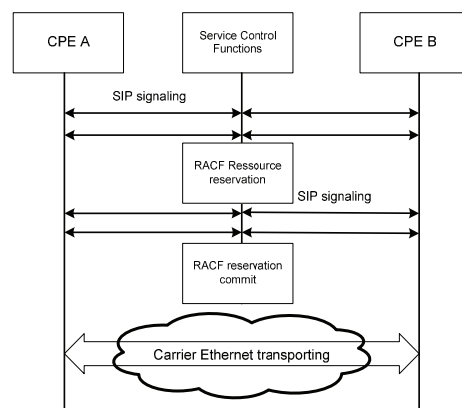 CPE A
Service Control
Functions
CPE B
SIP signaling
RACF Ressource
reservation
SIP signaling
RACF reservation
commit
Carrier Ethernet transporting